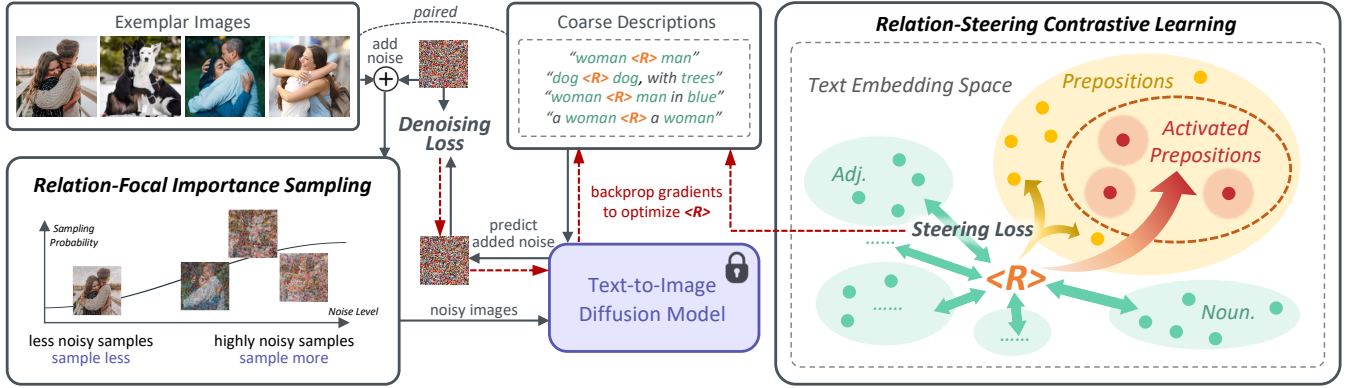 Exemplar Images
add
noise
paired
Coarse Descriptions
“woman <R> man”
“dog <R> dog, with trees”
“woman <R> man in blue”
“a woman <R> a woman”
Denoising
Loss
Relation-Focal Importance Sampling
Sampling
Probability
Noise Level
less noisy samples
sample less
highly noisy samples
sample more
predict
added noise
noisy images
backprop gradients
to optimize <R>
Text-to-Image
Diffusion Model
Relation-Steering Contrastive Learning
Text Embedding Space
Prepositions
Activated
Prepositions
Adj.
......
Steering Loss
<R>
......
......
Noun.